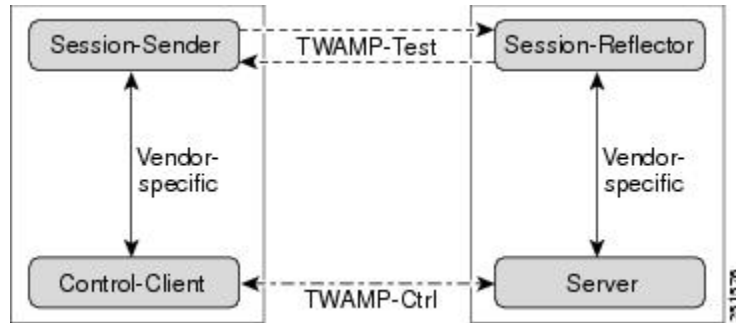 Session-Sender
TWAMP-Test
Session-Reflector
Vendor-
specific
Vendor-
specific
Control-Client
TWAMP-Ctrl
Server